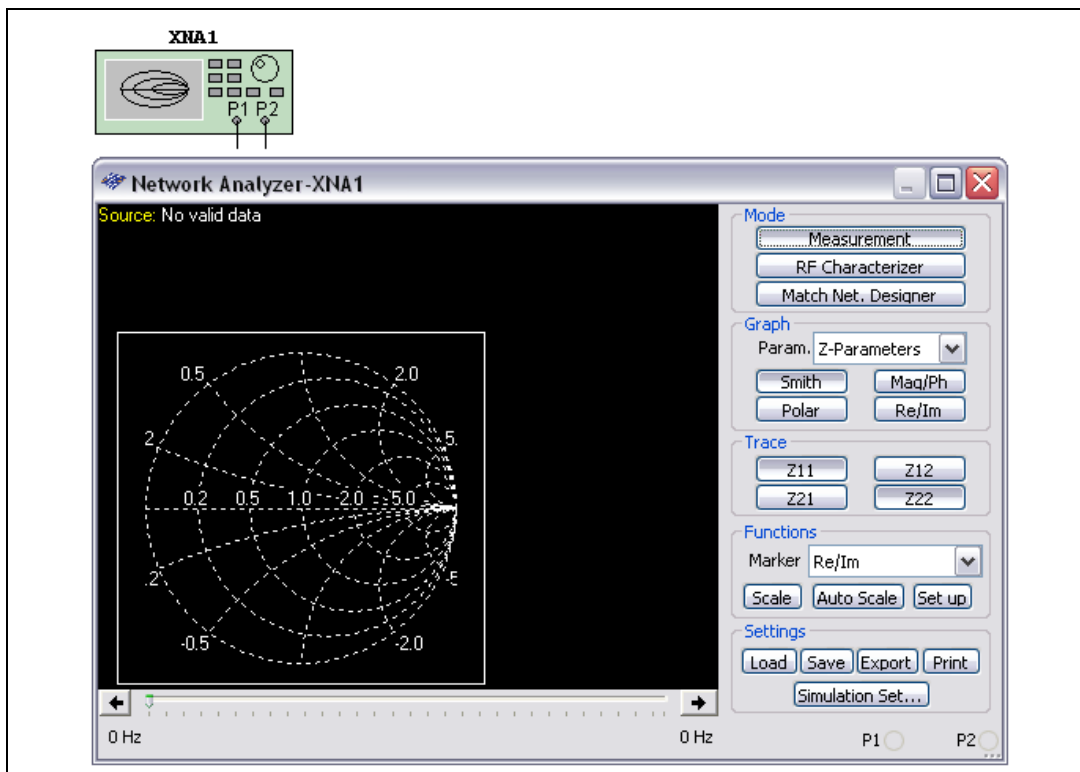 XNA1
P1 P2
Network Analyzer-XNA1
Source: No valid data
0.5 2.0
2 5.
0.2 0.5 1.0 2.0 5.0
.2 .5
-0.5 -2.0
0 Hz 0 Hz
Mode
Measurement
RF Characterizer
Match Net. Designer
Graph
Param. Z-Parameters
Smith Mag/Ph
Polar Re/Im
Trace
Z11 Z12
Z21 Z22
Functions
Marker Re/Im
Scale Auto Scale Set up
Settings
Load Save Export Print
Simulation Set...
P1 P2